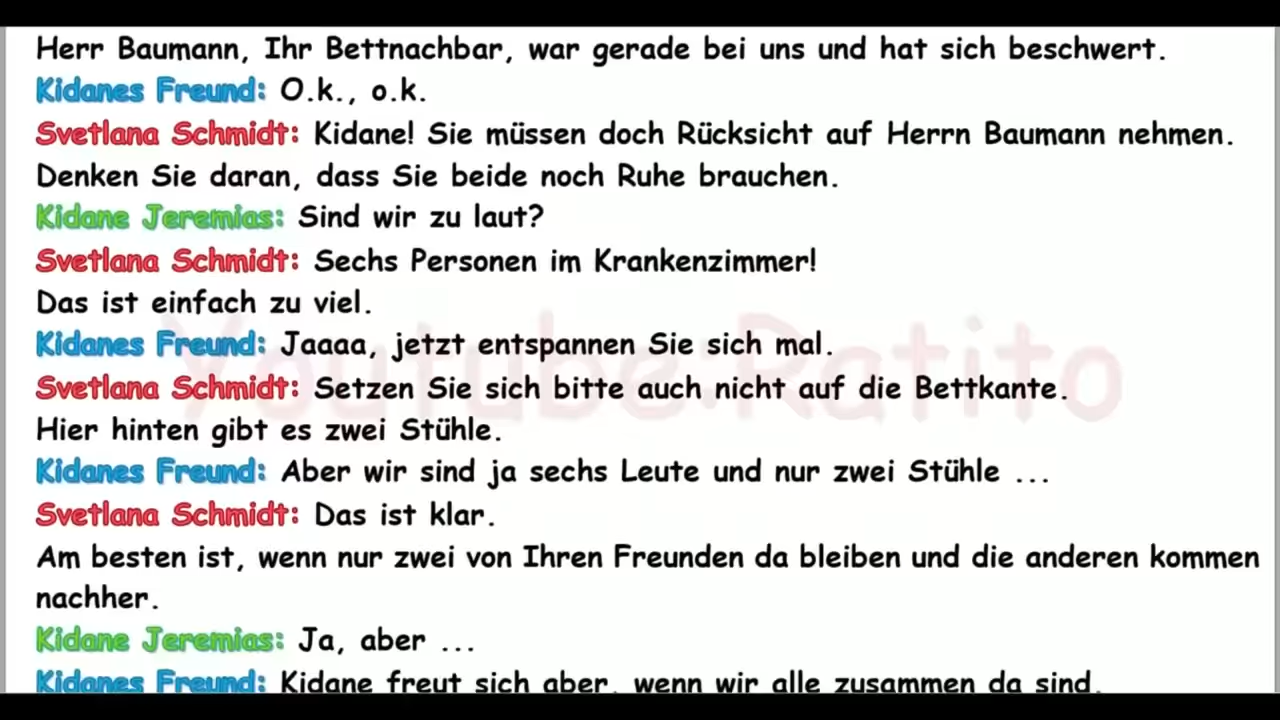 Herr Baumann, Ihr Bettnachbar, war gerade bei uns und hat sich beschwert.
Kidanes Freund: O.k., o.k.
Svetlana Schmidt: Kidane! Sie müssen doch Rücksicht auf Herrn Baumann nehmen.
Denken Sie daran, dass Sie beide noch Ruhe brauchen.
Kidane Jeremias: Sind wir zu laut?
Svetlana Schmidt: Sechs Personen im Krankenzimmer!
Das ist einfach zu viel.
Kidanes Freund: Jaaaa, jetzt entspannen Sie sich mal.
Youtube:Ratito
Svetlana Schmidt: Setzen Sie sich bitte auch nicht auf die Bettkante.
Hier hinten gibt es zwei Stühle.
Kidanes Freund: Aber wir sind ja sechs Leute und nur zwei Stühle ...
Svetlana Schmidt: Das ist klar.
Am besten ist, wenn nur zwei von Ihren Freunden da bleiben und die anderen kommen
nachher.
Kidane Jeremias: Ja, aber ...
Kidanes Freund: Kidane freut sich aber, wenn wir alle zusammen da sind.